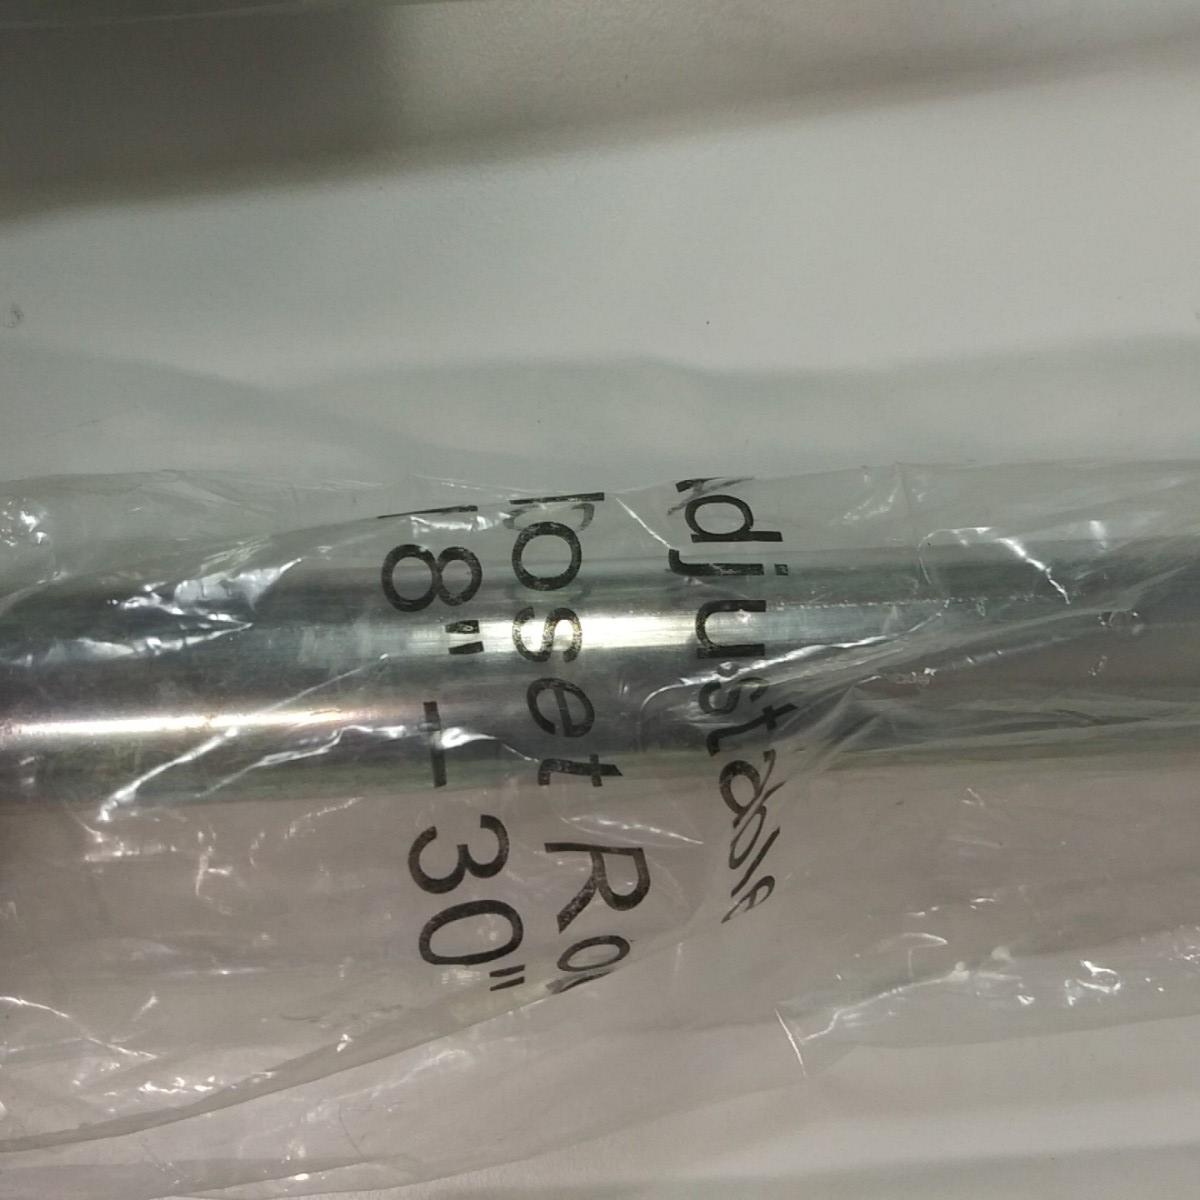 djustable
loset Ro
18" – 30"